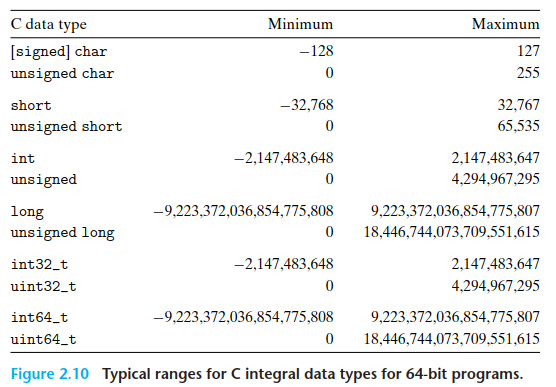 C data type Minimum Maximum
[signed] char −128 127
unsigned char 0 255
short −32,768 32,767
unsigned short 0 65,535
int −2,147,483,648 2,147,483,647
unsigned 0 4,294,967,295
long −9,223,372,036,854,775,808 9,223,372,036,854,775,807
unsigned long 0 18,446,744,073,709,551,615
int32_t −2,147,483,648 2,147,483,647
uint32_t 0 4,294,967,295
int64_t −9,223,372,036,854,775,808 9,223,372,036,854,775,807
uint64_t 0 18,446,744,073,709,551,615
Figure 2.10 Typical ranges for C integral data types for 64-bit programs.